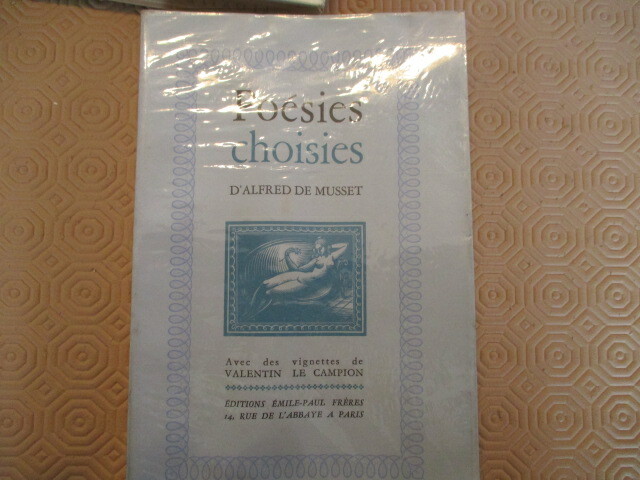 Poésies
choisies
D'ALFRED DE MUSSET
Avec des vignettes de
VALENTIN LE CAMPION
ÉDITIONS ÉMILE-PAUL FRÈRES
14, RUE DE L'ABBAYE A PARIS